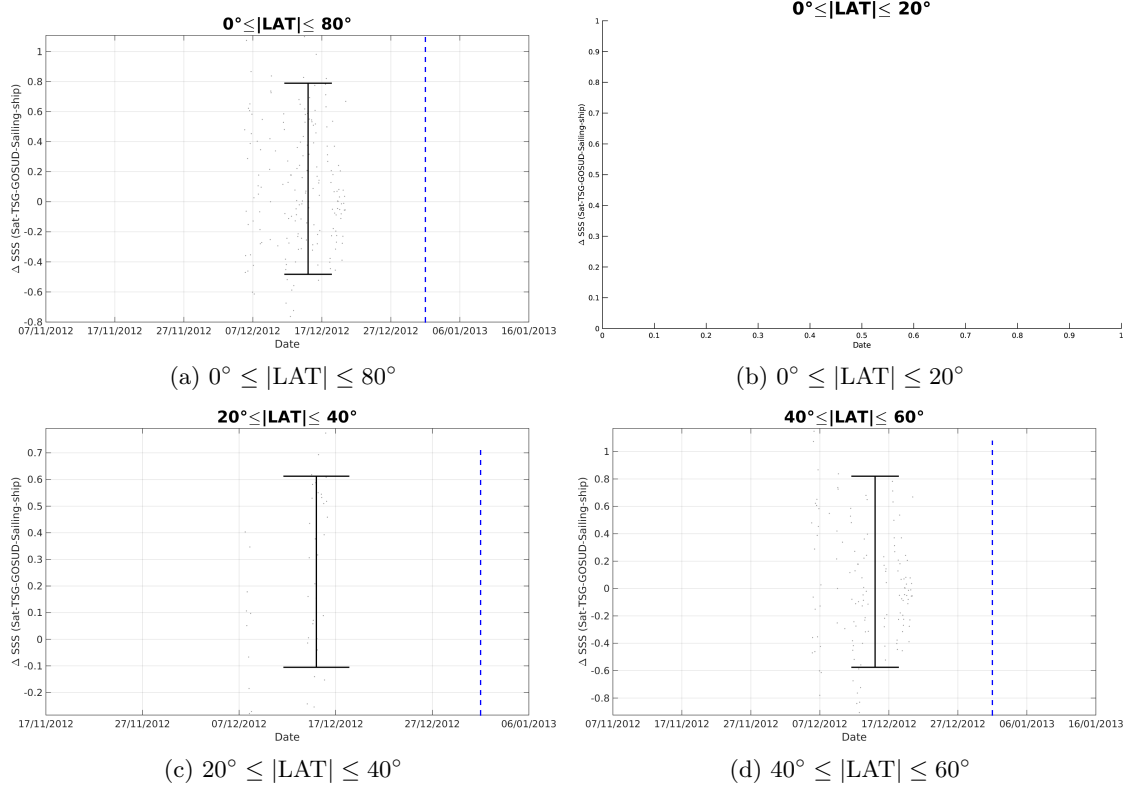 0°≤|LAT|≤ 80°
Δ SSS (Sat-TSG-GOSUD-Sailing-ship)
1
0.8
0.6
0.4
0.2
0
-0.2
-0.4
-0.6
-0.8
07/11/2012 17/11/2012 27/11/2012 07/12/2012 17/12/2012 27/12/2012 06/01/2013 16/01/2013
Date
(a) 0° ≤ |LAT| ≤ 80°
0°≤|LAT|≤ 20°
Δ SSS (Sat-TSG-GOSUD-Sailing-ship)
1
0.9
0.8
0.7
0.6
0.5
0.4
0.3
0.2
0.1
0
0 0.1 0.2 0.3 0.4 0.5 0.6 0.7 0.8 0.9 1
Date
(b) 0° ≤ |LAT| ≤ 20°
20°≤|LAT|≤ 40°
Δ SSS (Sat-TSG-GOSUD-Sailing-ship)
0.7
0.6
0.5
0.4
0.3
0.2
0.1
0
-0.1
-0.2
17/11/2012 27/11/2012 07/12/2012 17/12/2012 27/12/2012 06/01/2013
Date
(c) 20° ≤ |LAT| ≤ 40°
40°≤|LAT|≤ 60°
Δ SSS (Sat-TSG-GOSUD-Sailing-ship)
1
0.8
0.6
0.4
0.2
0
-0.2
-0.4
-0.6
-0.8
07/11/2012 17/11/2012 27/11/2012 07/12/2012 17/12/2012 27/12/2012 06/01/2013 16/01/2013
Date
(d) 40° ≤ |LAT| ≤ 60°